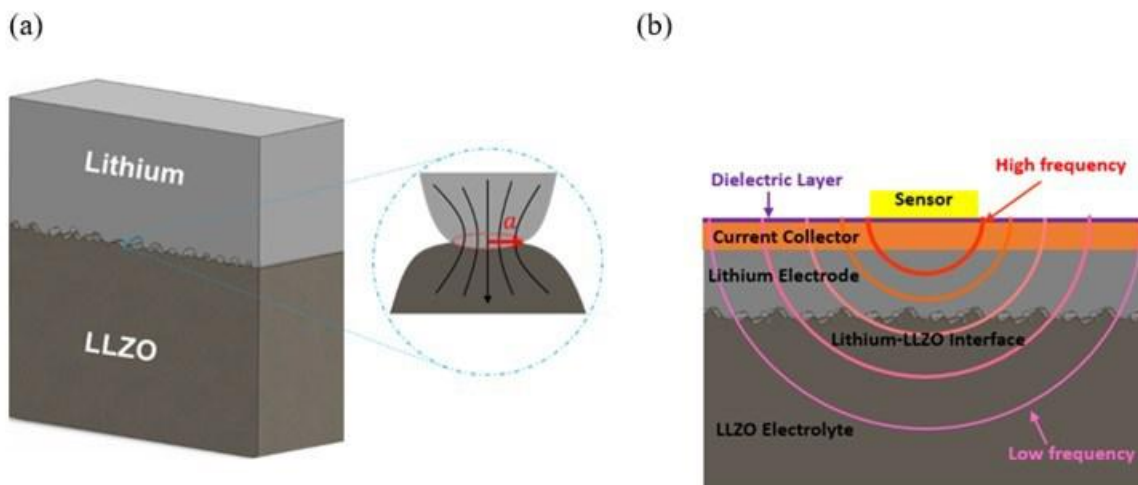 (a)
Lithium
LLZO
a
(b)
High frequency
Dielectric Layer
Sensor
Current Collector
Lithium Electrode
Lithium-LLZO Interface
LLZO Electrolyte
Low frequency